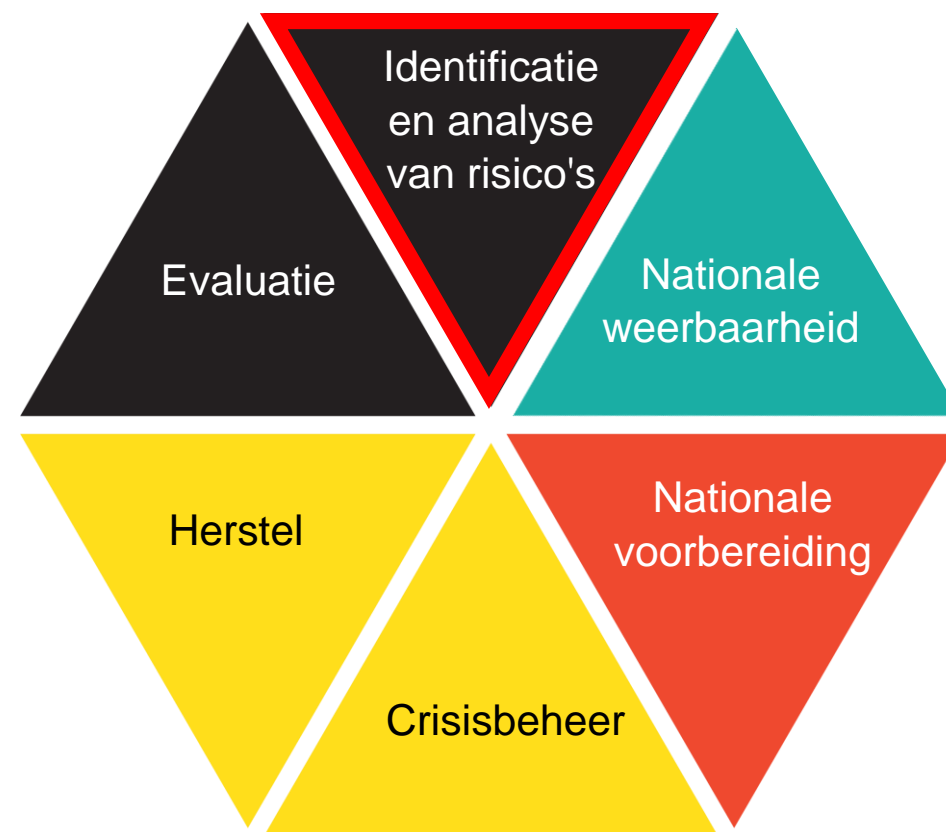 Identificatie
en analyse
van risico's
Nationale
weerbaarheid
Nationale
voorbereiding
Crisisbeheer
Herstel
Evaluatie